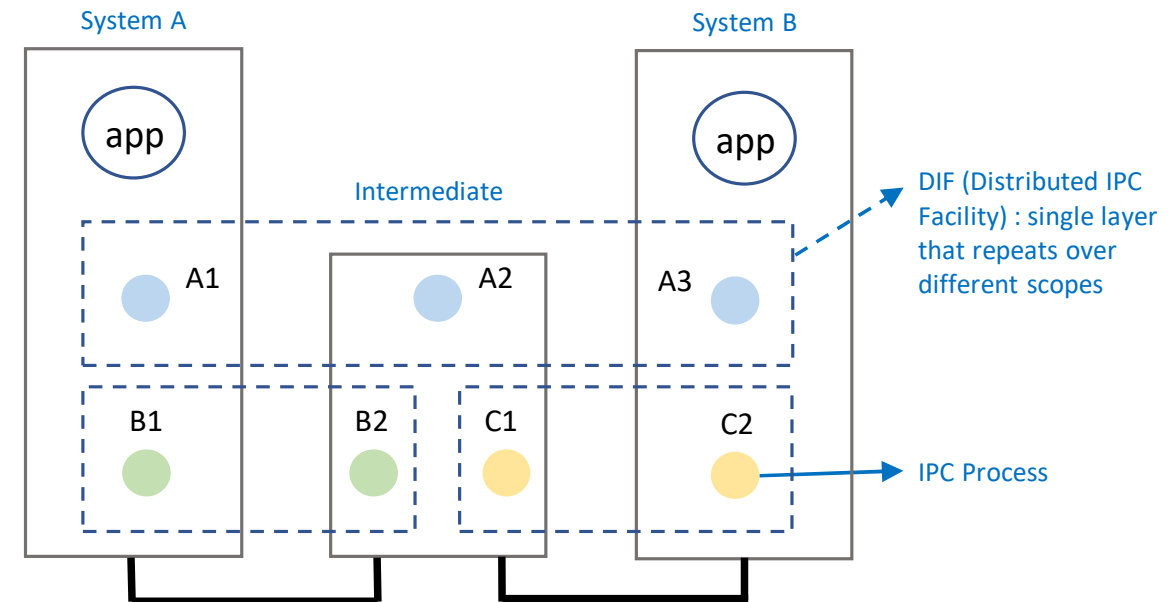 System A
System B
app
app
Intermediate
DIF (Distributed IPC
Facility) : single layer
that repeats over
different scopes
A1
A2
A3
B1
B2
C1
C2
IPC Process